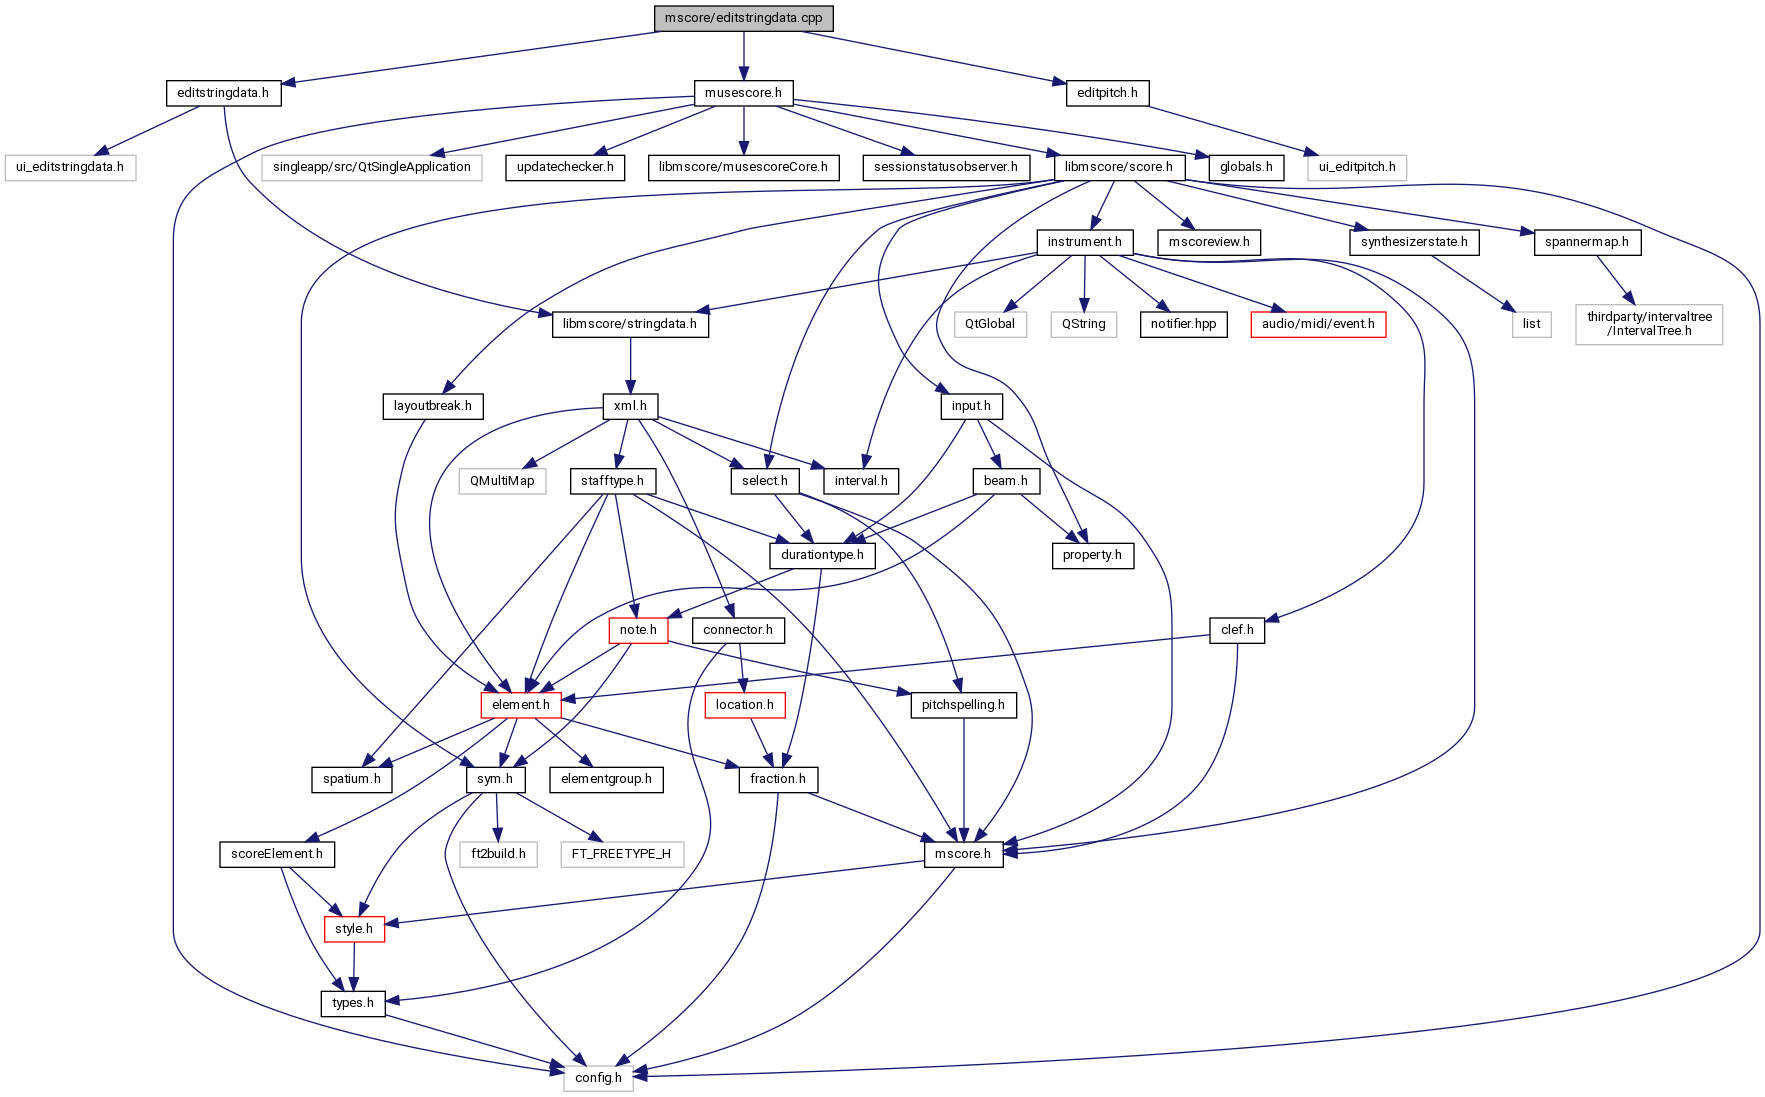 mscore/editstringdata.cpp
editstringdata.h
musescore.h
editpitch.h
ui_editstringdata.h
singleapp/src/QtSingleApplication
updatechecker.h
libmscore/musescoreCore.h
sessionstatusobserver.h
libmscore/score.h
globals.h
ui_editpitch.h
instrument.h
mscoreview.h
synthesizerstate.h
spannermap.h
libmscore/stringdata.h
QtGlobal
QString
notifier.hpp
audio/midi/event.h
list
thirdparty/intervaltree
/IntervalTree.h
layoutbreak.h
xml.h
input.h
QMultiMap
stafftype.h
select.h
interval.h
beam.h
durationtype.h
property.h
note.h
connector.h
clef.h
element.h
location.h
pitchspelling.h
spatium.h
sym.h
elementgroup.h
fraction.h
scoreElement.h
ft2build.h
FT_FREETYPE_H
mscore.h
style.h
types.h
config.h